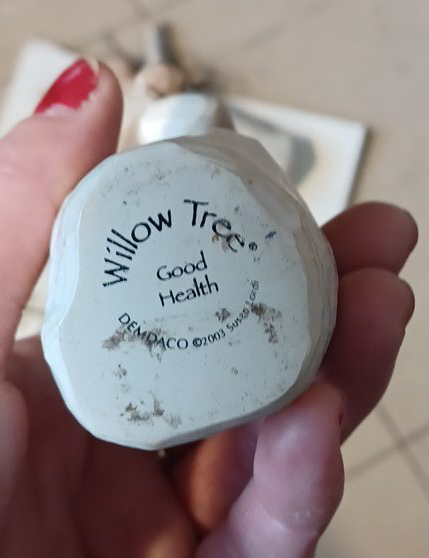 Willow Tree®
Good
Health
DEMDACO ©2003 Susan Lordi